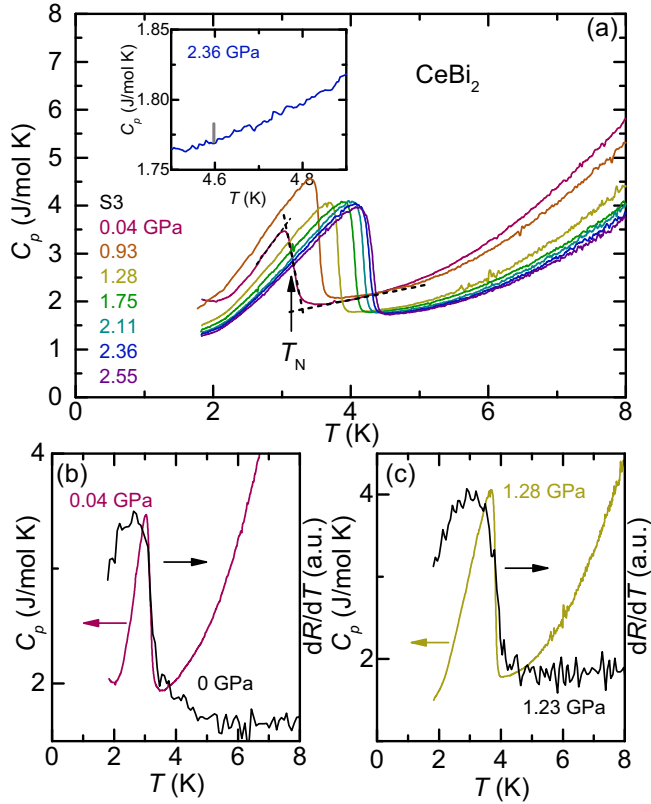 (a)
CeBi₂
8
7
6
5
4
3
2
1
0
C_p (J/mol K)
1.85
1.80
1.75
C_p (J/mol K)
2.36 GPa
4.6 4.8
T (K)
S3
0.04 GPa
0.93
1.28
1.75
2.11
2.36
2.55
T_N
0 2 4 6 8
T (K)
(b)
4
2
C_p (J/mol K)
0.04 GPa
0 GPa
dR/dT (a.u.)
0 2 4 6 8
T (K)
(c)
4
2
C_p (J/mol K)
1.28 GPa
1.23 GPa
dR/dT (a.u.)
0 2 4 6 8
T (K)